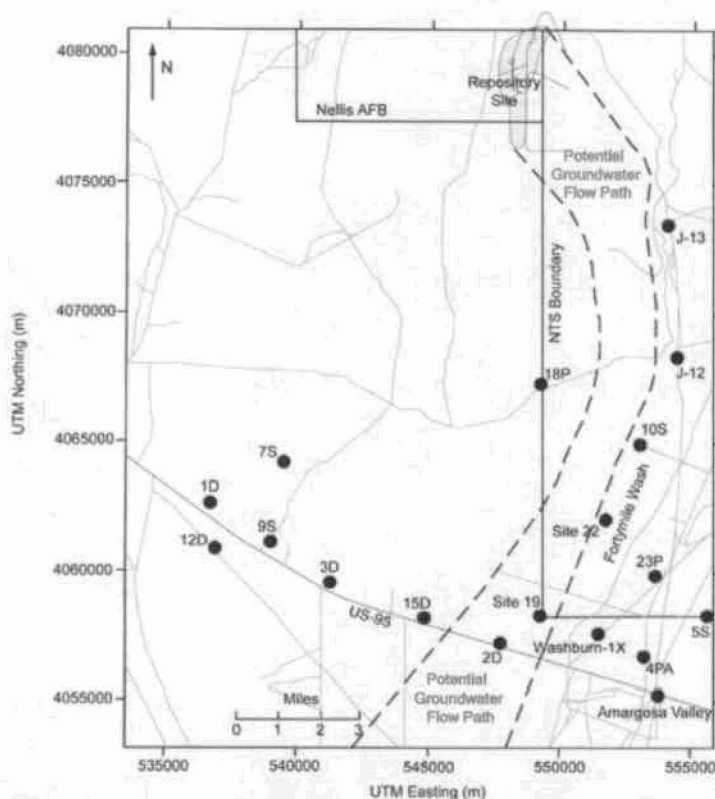 4080000
N
Repository
Site
Nellis AFB
Potential
Groundwater
Flow Path
4075000
J-13
NTS Boundary
4070000
UTM Northing (m)
18P
J-12
4065000
7S
10S
1D
Fortymile Wash
Site 22
12D
9S
4060000
3D
23P
US-95
15D
Site 19
5S
2D
Washburn-1X
4PA
Potential
Groundwater
Flow Path
Miles
0 1 2 3
4055000
Amargosa Valley
535000 540000 545000 550000 555000
UTM Easting (m)